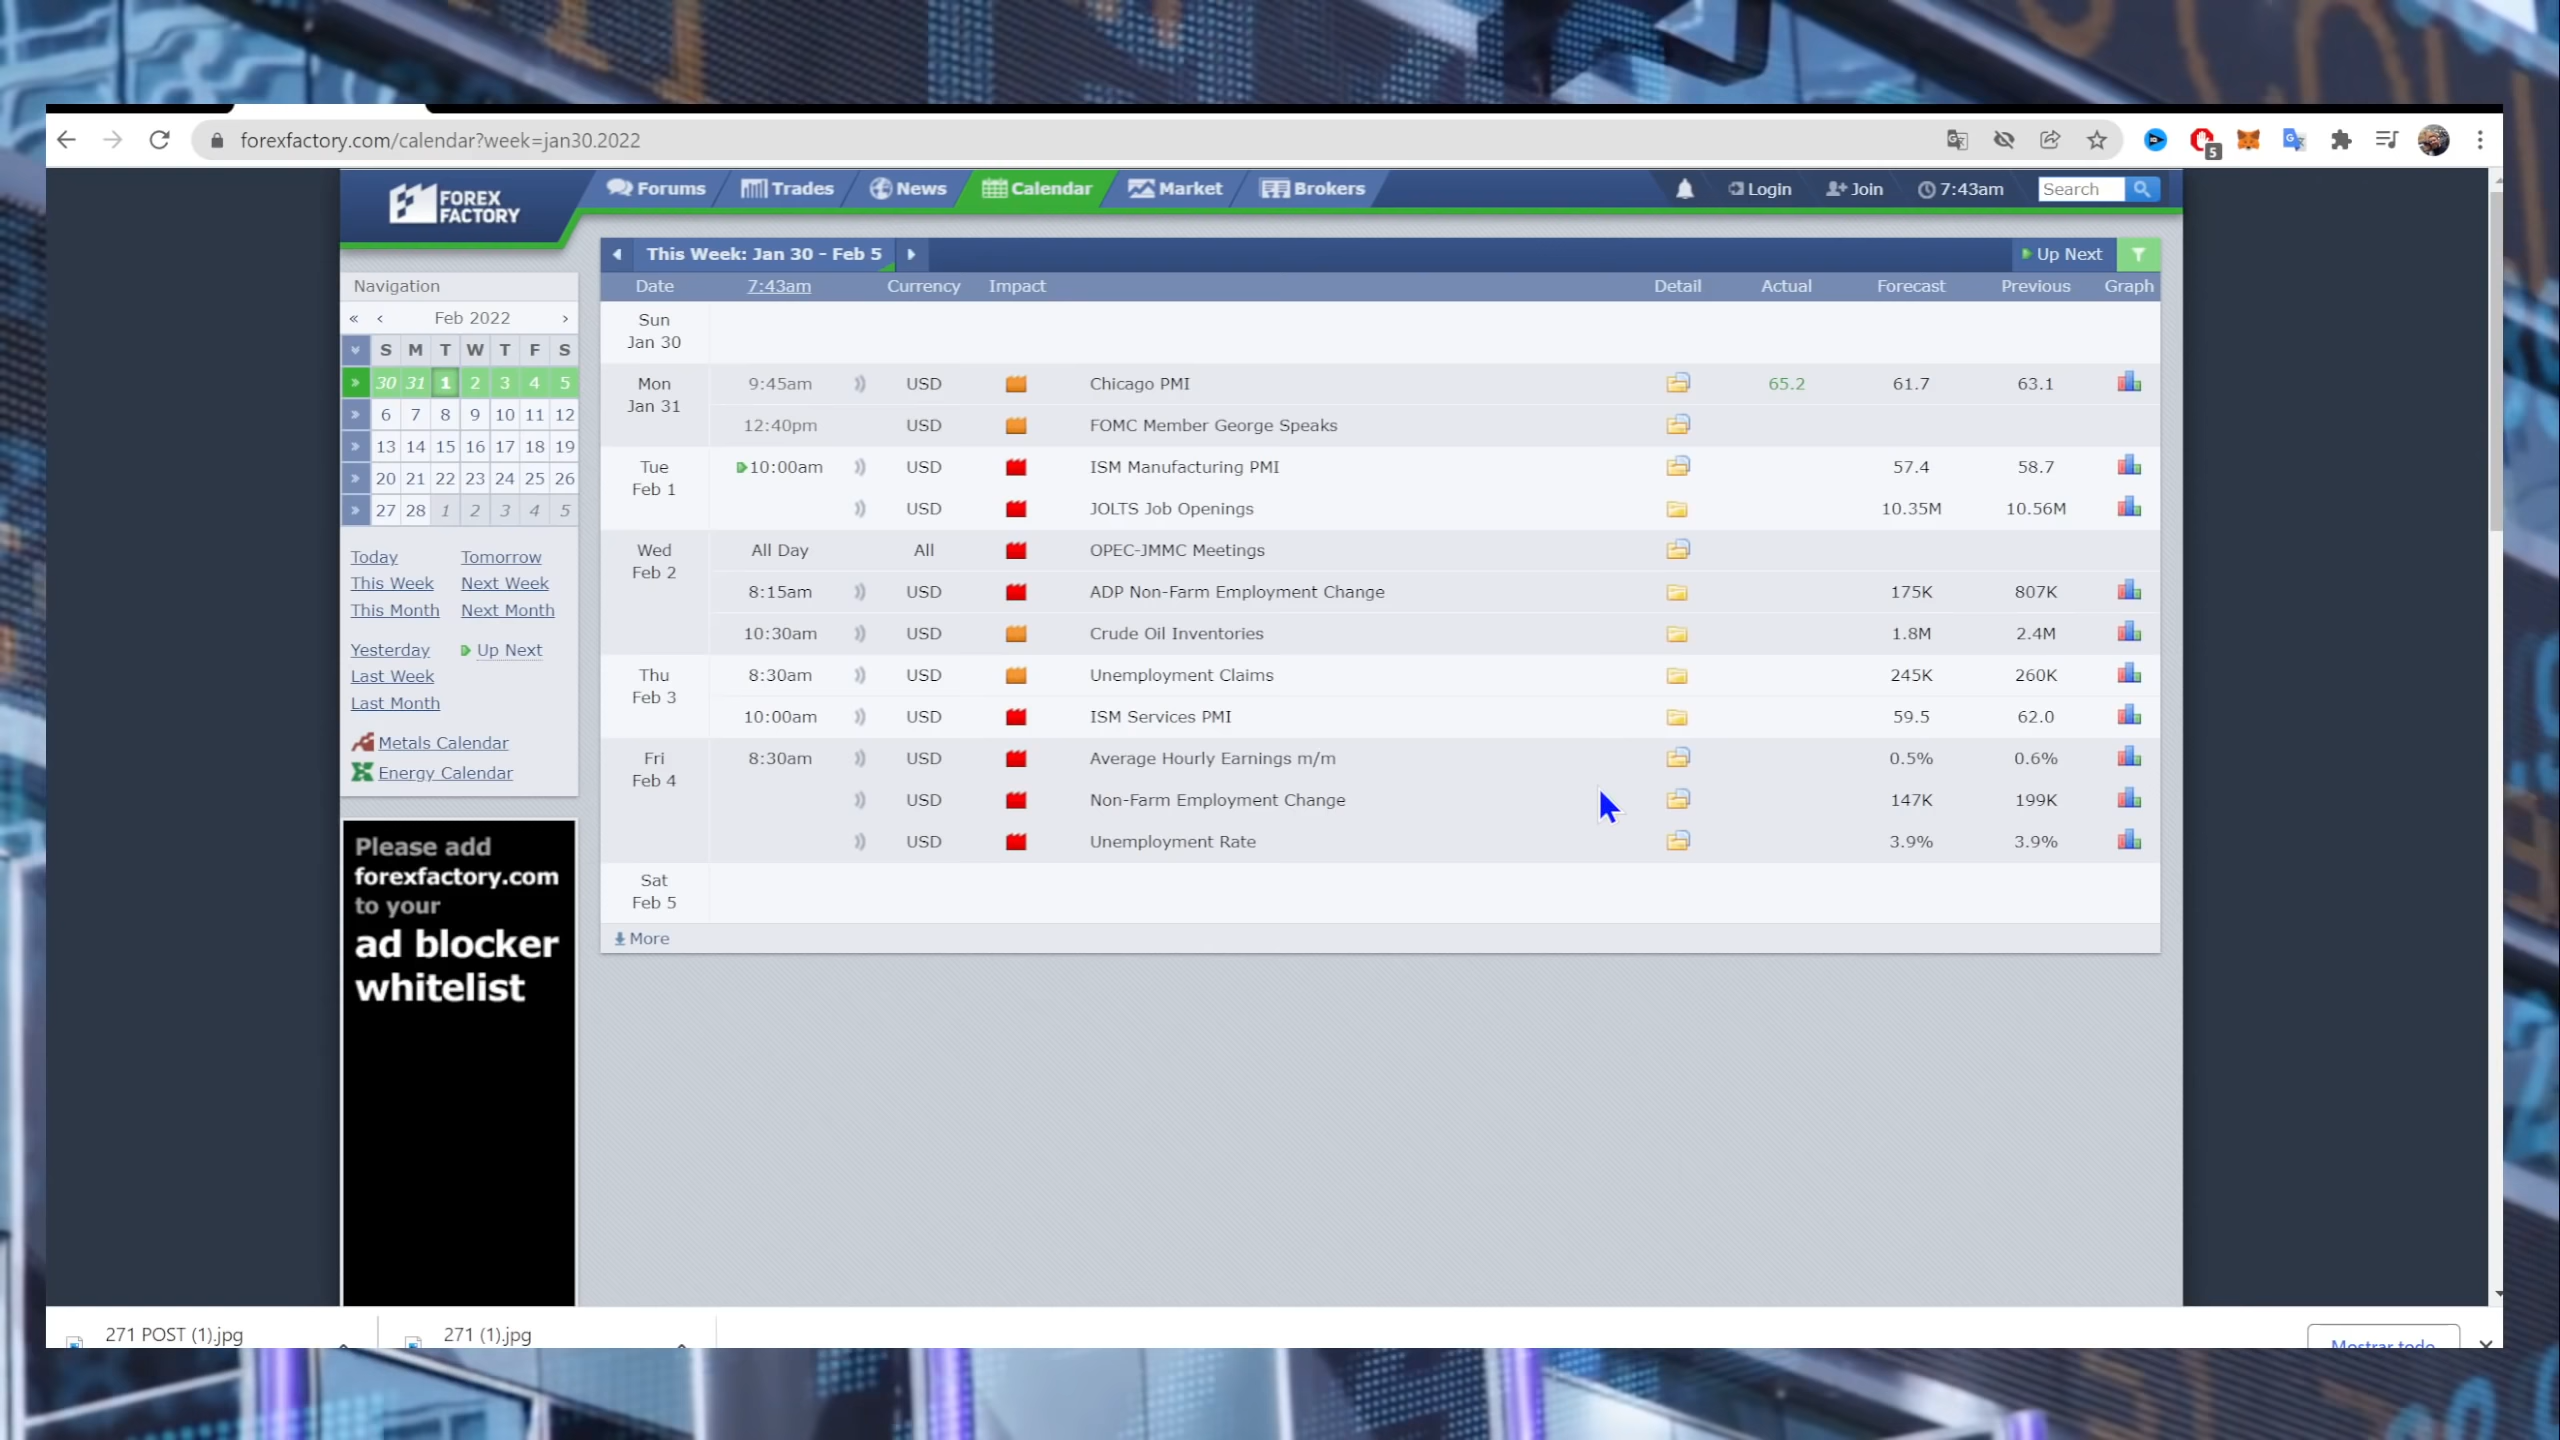 forexfactory.com/calendar?week=jan30.2022
5
FOREX
FACTORY
Forums
Trades
News
Calendar
Market
Brokers
Login
Join
7:43am
Search
Navigation
« ‹ Feb 2022 ›
S M T W T F S
30 31 1 2 3 4 5
6 7 8 9 10 11 12
13 14 15 16 17 18 19
20 21 22 23 24 25 26
27 28 1 2 3 4 5
Today Tomorrow
This Week Next Week
This Month Next Month
Yesterday Up Next
Last Week
Last Month
Metals Calendar
Energy Calendar
Please add
forexfactory.com
to your
ad blocker
whitelist
This Week: Jan 30 - Feb 5 Up Next
Date 7:43am Currency Impact Detail Actual Forecast Previous Graph
Sun
Jan 30
Mon
Jan 31
9:45am USD Chicago PMI 65.2 61.7 63.1
12:40pm USD FOMC Member George Speaks
Tue
Feb 1
10:00am USD ISM Manufacturing PMI 57.4 58.7
USD JOLTS Job Openings 10.35M 10.56M
Wed
Feb 2
All Day All OPEC-JMMC Meetings
8:15am USD ADP Non-Farm Employment Change 175K 807K
10:30am USD Crude Oil Inventories 1.8M 2.4M
Thu
Feb 3
8:30am USD Unemployment Claims 245K 260K
10:00am USD ISM Services PMI 59.5 62.0
Fri
Feb 4
8:30am USD Average Hourly Earnings m/m 0.5% 0.6%
USD Non-Farm Employment Change 147K 199K
USD Unemployment Rate 3.9% 3.9%
Sat
Feb 5
More
271 POST (1).jpg
271 (1).jpg
Mostrar todo